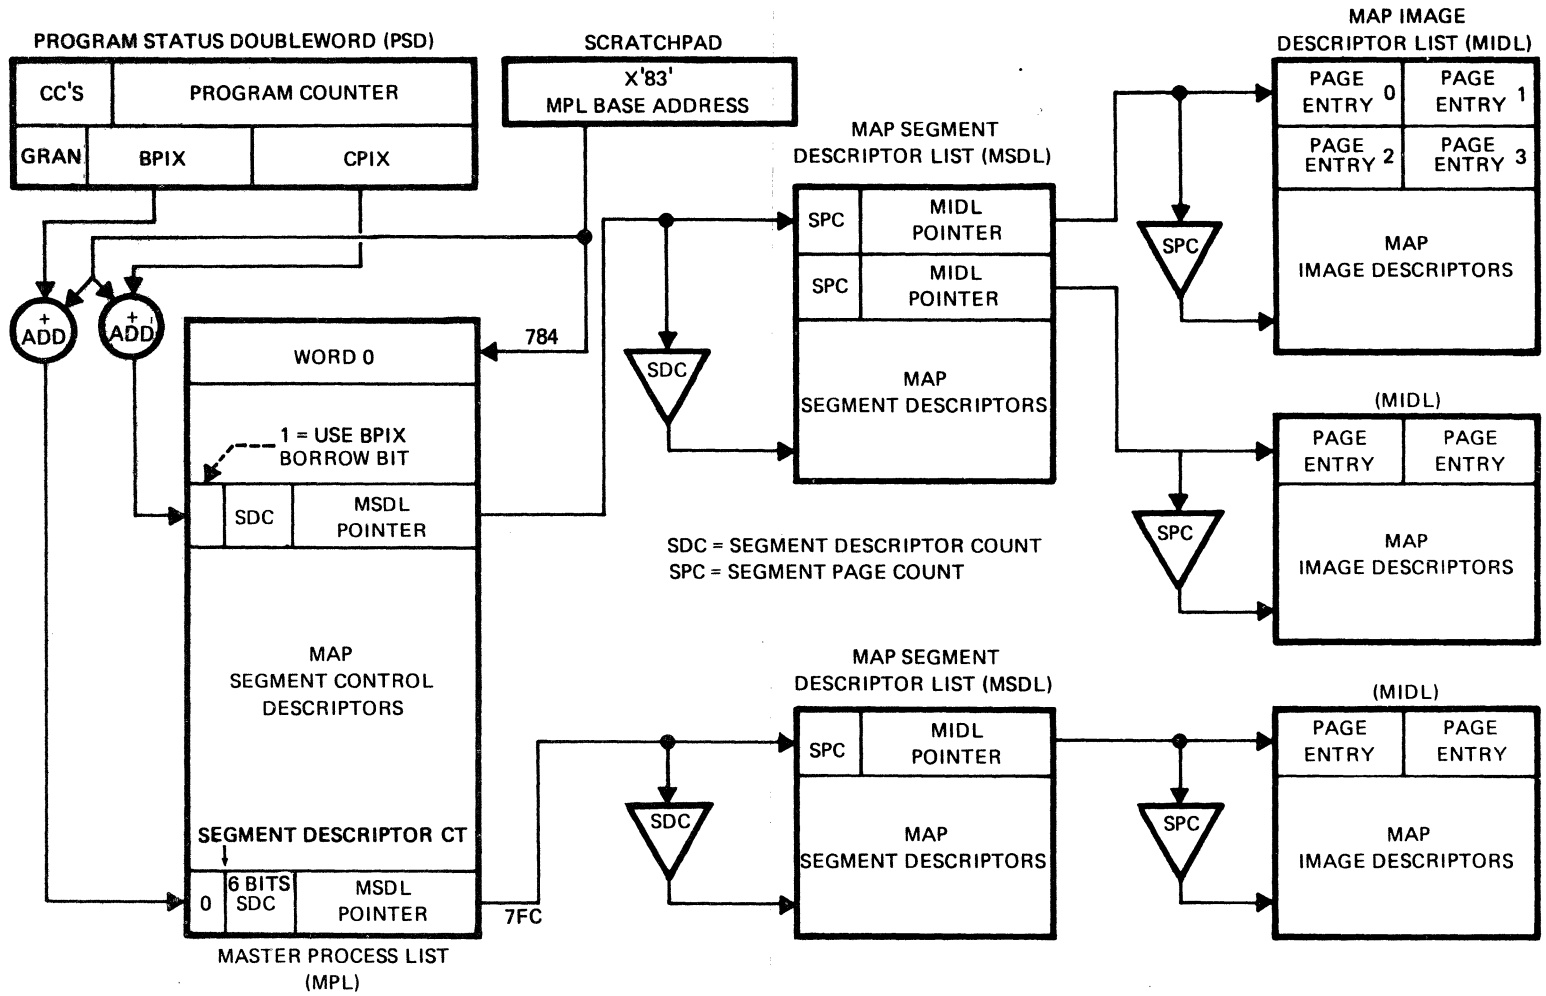 PROGRAM STATUS DOUBLEWORD (PSD)
CC'S
PROGRAM COUNTER
GRAN
BPIX
CPIX
SCRATCHPAD
X'83'
MPL BASE ADDRESS
+
ADD
+
ADD
784
WORD 0
1 = USE BPIX
BORROW BIT
SDC
MSDL
POINTER
MAP
SEGMENT CONTROL
DESCRIPTORS
SEGMENT DESCRIPTOR CT
0
6 BITS
SDC
MSDL
POINTER
7FC
MASTER PROCESS LIST
(MPL)
MAP SEGMENT
DESCRIPTOR LIST (MSDL)
SPC
MIDL
POINTER
SPC
MIDL
POINTER
SDC
MAP
SEGMENT DESCRIPTORS
SDC = SEGMENT DESCRIPTOR COUNT
SPC = SEGMENT PAGE COUNT
MAP SEGMENT
DESCRIPTOR LIST (MSDL)
SPC
MIDL
POINTER
SDC
MAP
SEGMENT DESCRIPTORS
MAP IMAGE
DESCRIPTOR LIST (MIDL)
PAGE
ENTRY 0
PAGE
ENTRY 1
PAGE
ENTRY 2
PAGE
ENTRY 3
SPC
MAP
IMAGE DESCRIPTORS
(MIDL)
PAGE
ENTRY
PAGE
ENTRY
SPC
MAP
IMAGE DESCRIPTORS
(MIDL)
PAGE
ENTRY
PAGE
ENTRY
SPC
MAP
IMAGE DESCRIPTORS